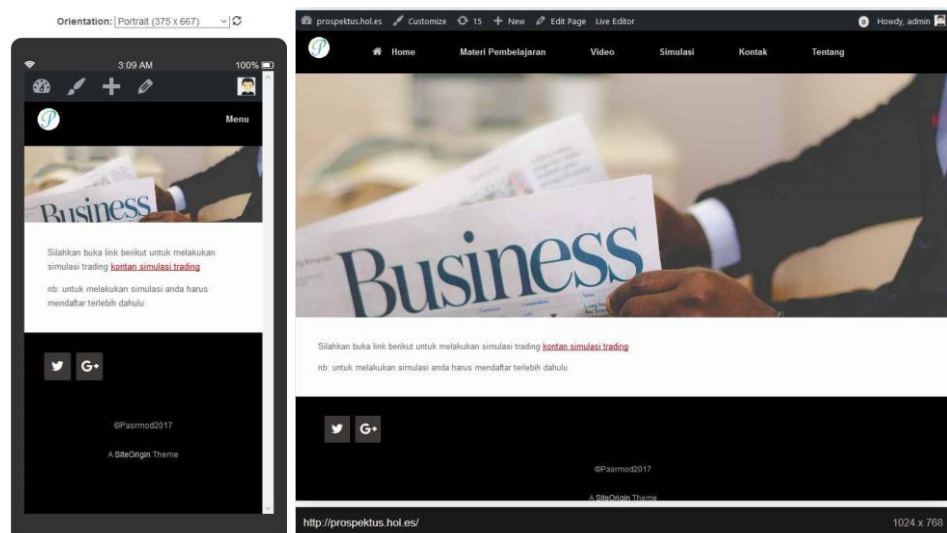 Orientation: Portrait (375 x 667)
3:09 AM
100%
P
Menu
Business
Silahkan buka link berikut untuk melakukan
simulasi trading kontan simulasi trading
nb: untuk melakukan simulasi anda harus
mendaftar terlebih dahulu
G+
©Pasrmod2017
A SiteOrigin Theme
prospektus.hol.es Customize 15 New Edit Page Live Editor 0 Howdy, admin
P
Home Materi Pembelajaran Video Simulasi Kontak Tentang
Business
Silahkan buka link berikut untuk melakukan simulasi trading kontan simulasi trading
nb: untuk melakukan simulasi anda harus mendaftar terlebih dahulu
G+
©Pasrmod2017
A SiteOrigin Theme
http://prospektus.hol.es/
1024 x 768